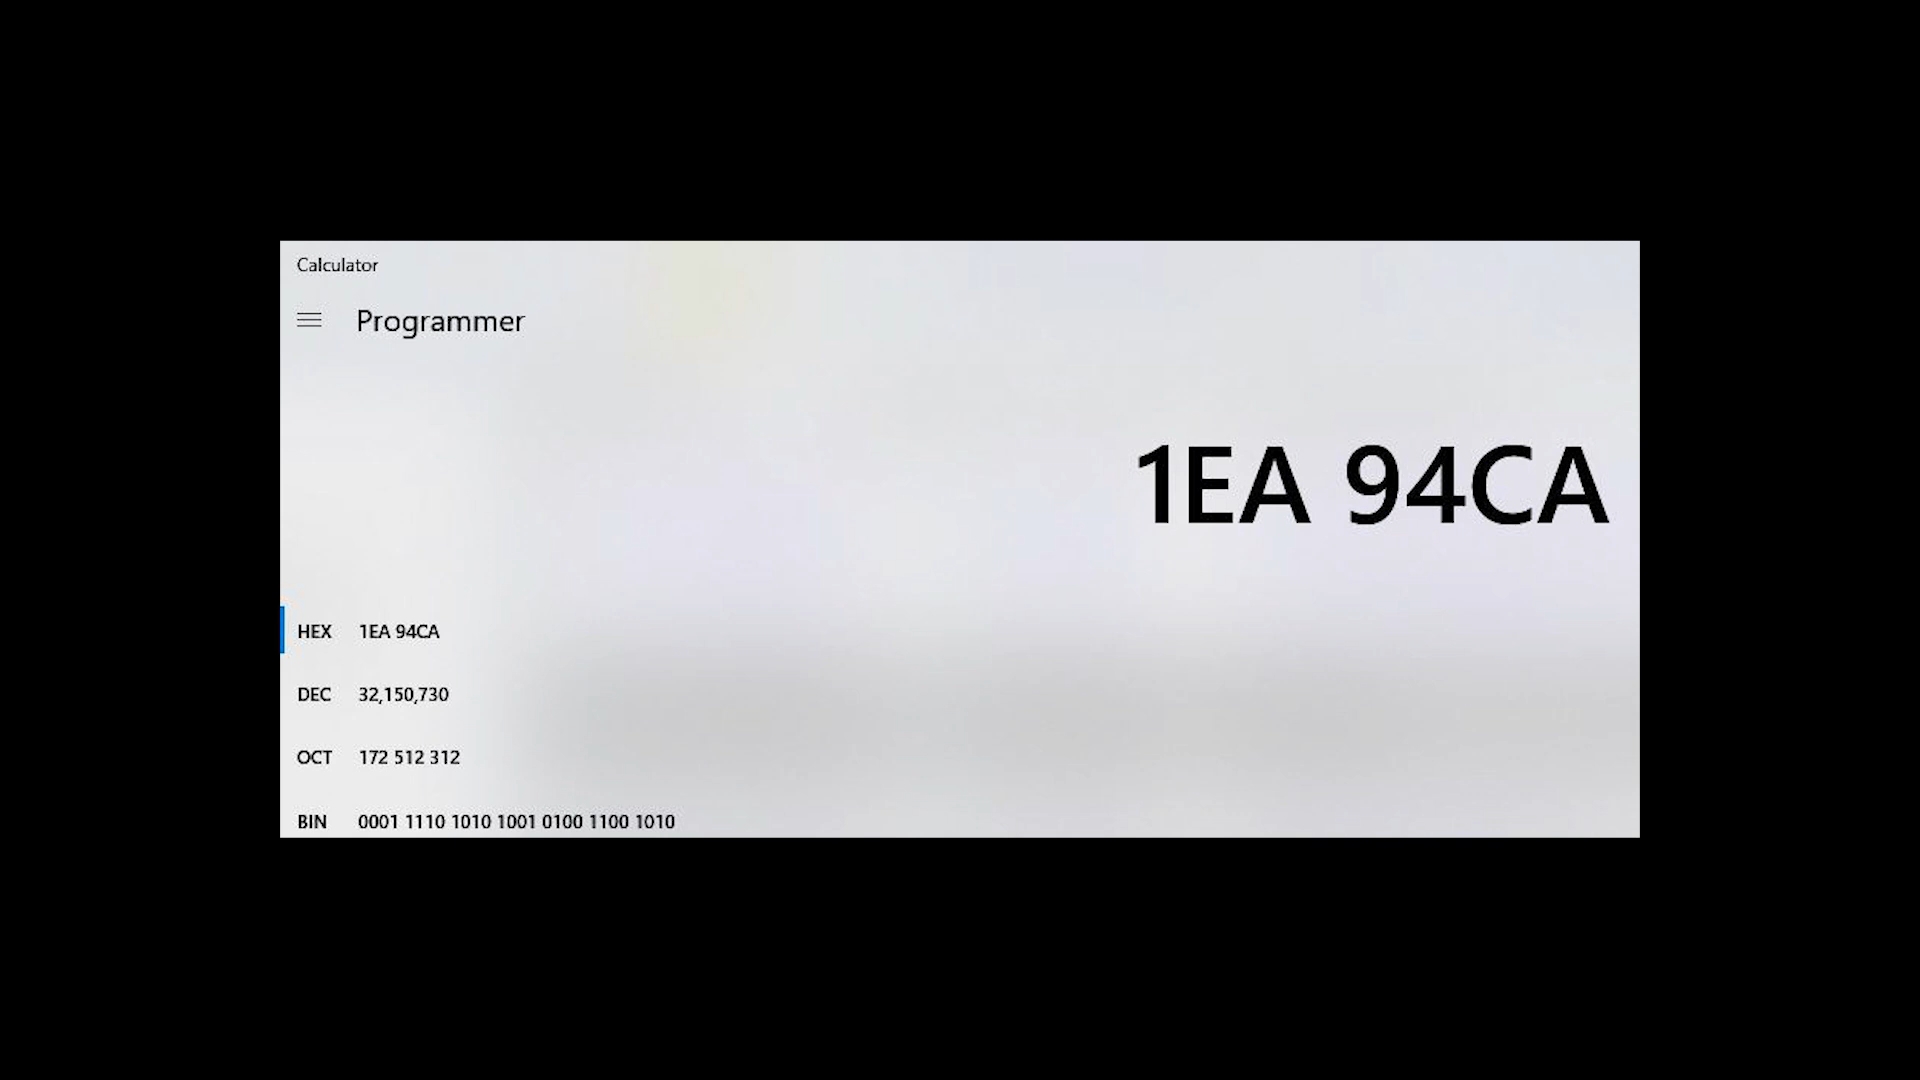 Calculator
Programmer
1EA 94CA
HEX 1EA 94CA
DEC 32,150,730
OCT 172 512 312
BIN 0001 1110 1010 1001 0100 1100 1010